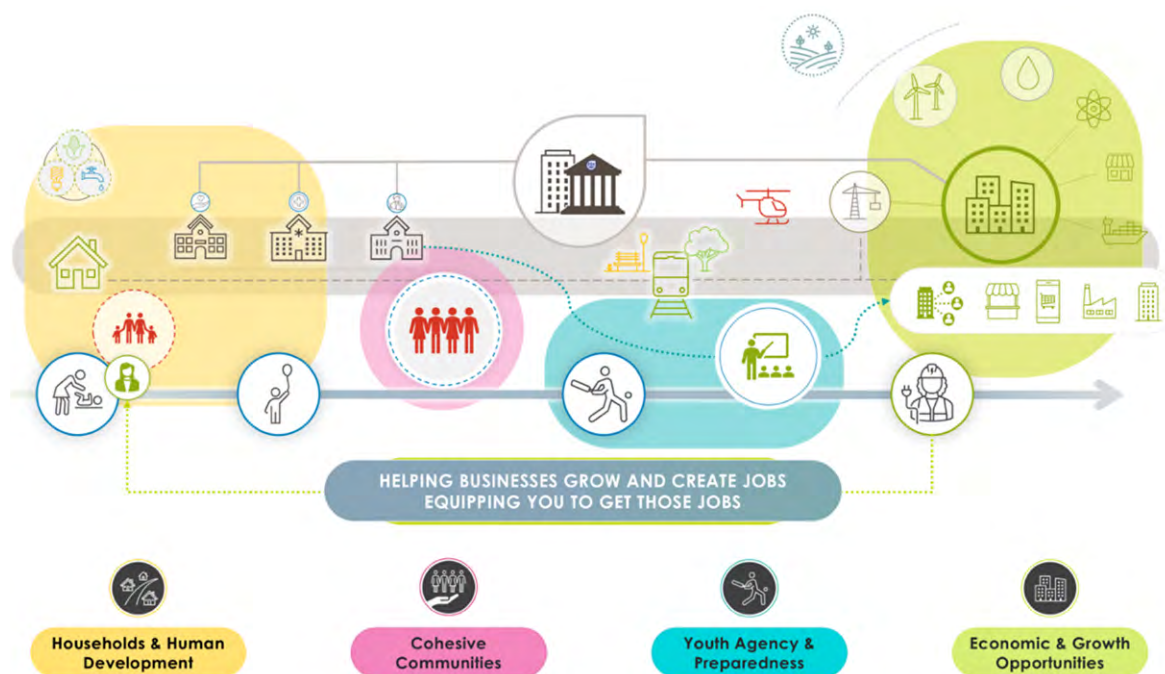 HELPING BUSINESSES GROW AND CREATE JOBS
EQUIPPING YOU TO GET THOSE JOBS
Households & Human
Development
Cohesive
Communities
Youth Agency &
Preparedness
Economic & Growth
Opportunities